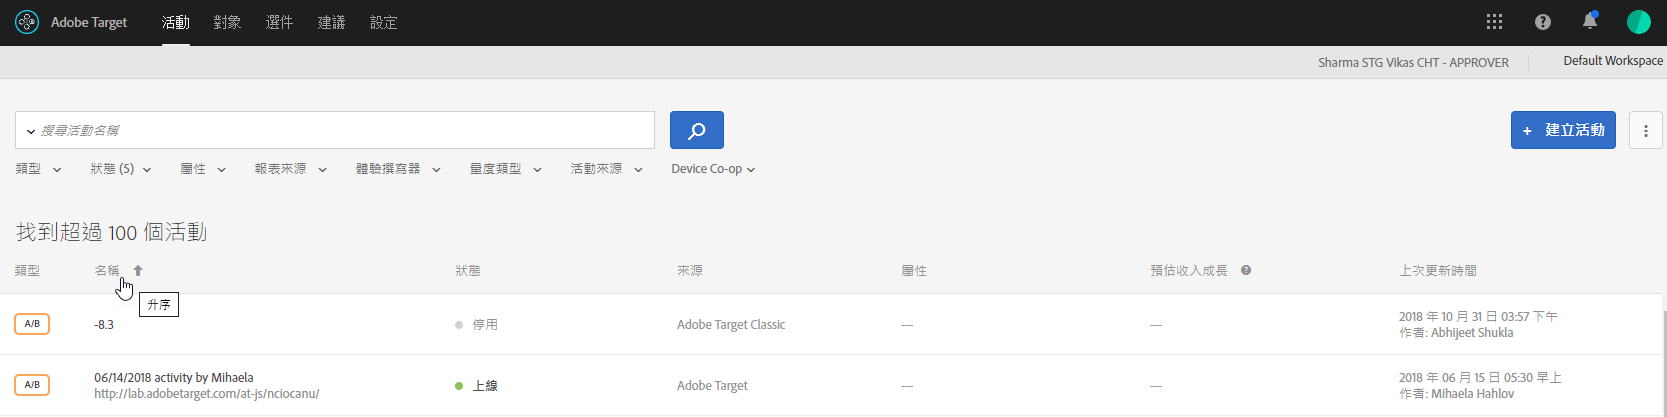 Adobe Target 活動 對象 選件 建議 設定
Sharma STG Vikas CHT - APPROVER Default Workspace
搜尋活動名稱
+ 建立活動
類型 狀態 (5) 屬性 報表來源 體驗撰寫器 量度類型 活動來源 Device Co-op
找到超過 100 個活動
類型 名稱 狀態 來源 屬性 預估收入成長 上次更新時間
升序
A/B -8.3 停用 Adobe Target Classic --- --- 2018 年 10 月 31 日 03:57 下午
作者: Abhijeet Shukla
A/B 06/14/2018 activity by Mihaela 上線 Adobe Target --- --- 2018 年 06 月 15 日 05:30 早上
http://lab.adobetarget.com/at-js/nciocanu/ 作者: Mihaela Hahlov